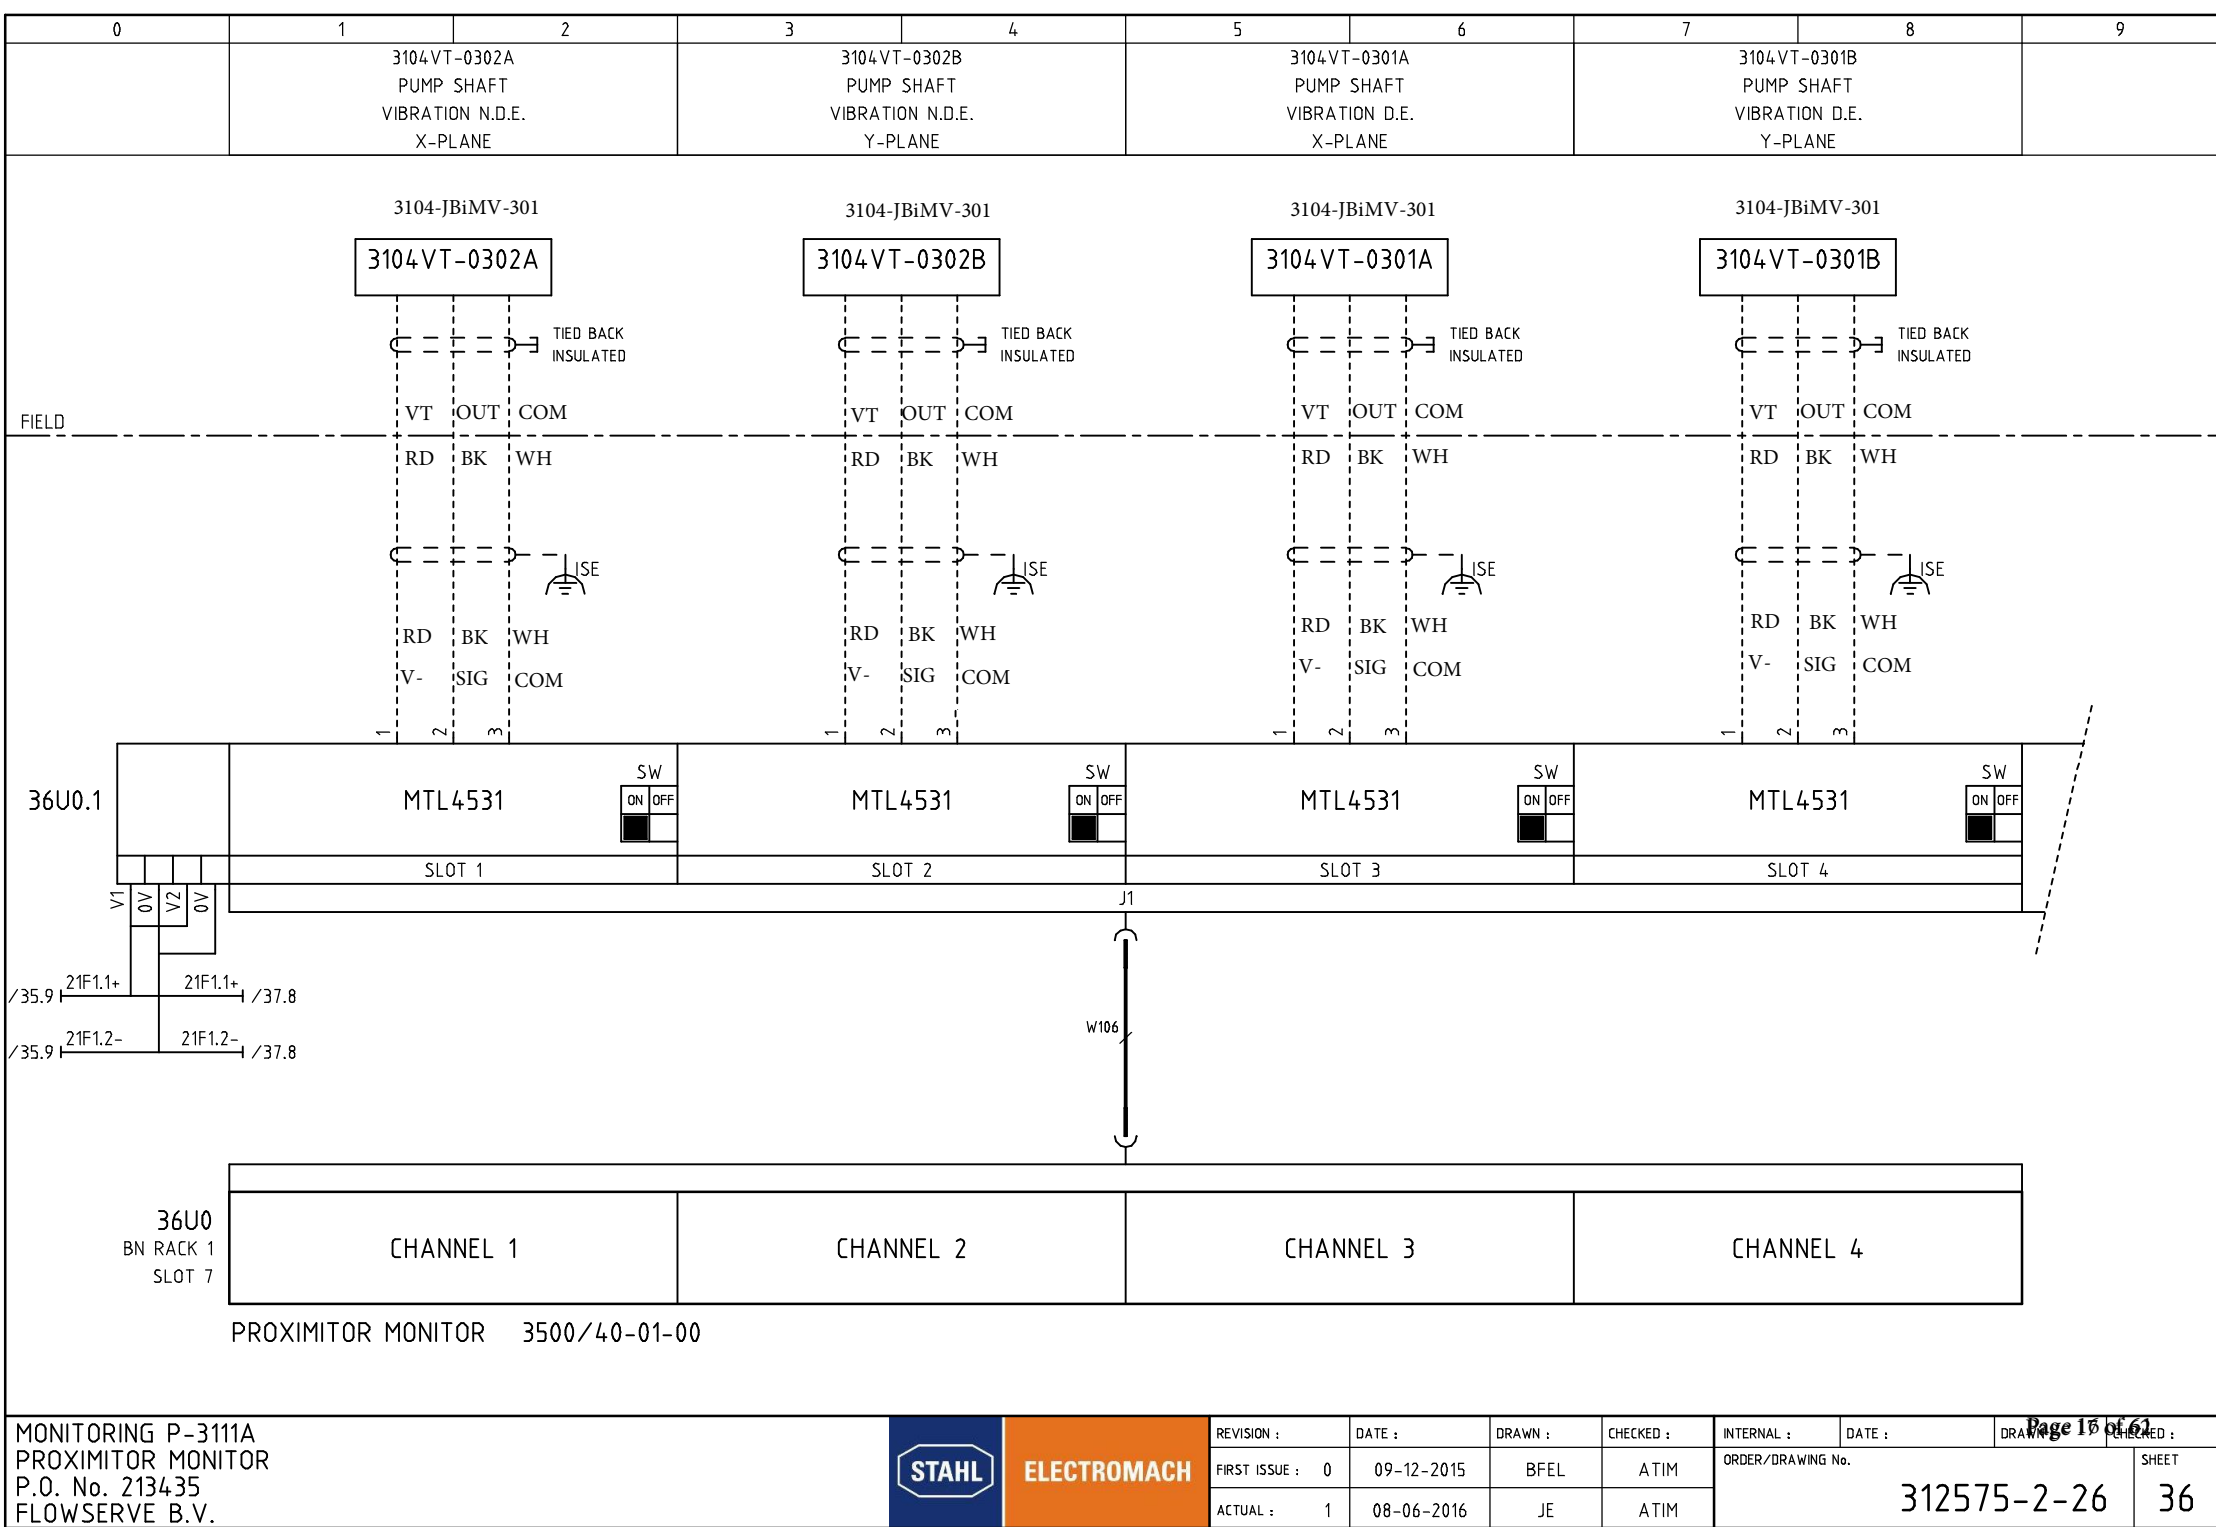 0 1 2 3 4 5 6 7 8 9
3104VT-0302A 3104VT-0302B 3104VT-0301A 3104VT-0301B
PUMP SHAFT PUMP SHAFT PUMP SHAFT PUMP SHAFT
VIBRATION N.D.E. VIBRATION N.D.E. VIBRATION D.E. VIBRATION D.E.
X-PLANE Y-PLANE X-PLANE Y-PLANE
3104-JBiMV-301 3104-JBiMV-301 3104-JBiMV-301 3104-JBiMV-301
3104VT-0302A 3104VT-0302B 3104VT-0301A 3104VT-0301B
TIED BACK TIED BACK TIED BACK TIED BACK
INSULATED INSULATED INSULATED INSULATED
VT OUT COM VT OUT COM VT OUT COM VT OUT COM
FIELD
RD BK WH RD BK WH RD BK WH RD BK WH
ISE ISE ISE ISE
RD BK WH RD BK WH RD BK WH RD BK WH
V- SIG COM V- SIG COM V- SIG COM V- SIG COM
1 2 3 1 2 3 1 2 3 1 2 3
SW SW SW SW
36U0.1 MTL4531 ON OFF MTL4531 ON OFF MTL4531 ON OFF MTL4531 ON OFF
SLOT 1 SLOT 2 SLOT 3 SLOT 4
V1 0V V2 0V
J1
/35.9 21F1.1+ 21F1.1+ /37.8
W106
/35.9 21F1.2- 21F1.2- /37.8
36U0
BN RACK 1
SLOT 7
CHANNEL 1 CHANNEL 2 CHANNEL 3 CHANNEL 4
PROXIMITOR MONITOR 3500/40-01-00
MONITORING P-3111A
PROXIMITOR MONITOR
P.O. No. 213435
FLOWSERVE B.V.
STAHL ELECTROMACH
REVISION : DATE : DRAWN : CHECKED :
FIRST ISSUE : 0 09-12-2015 BFEL ATIM
ACTUAL : 1 08-06-2016 JE ATIM
INTERNAL : DATE :
Page of
ORDER/DRAWING No. SHEET
312575-2-26 36